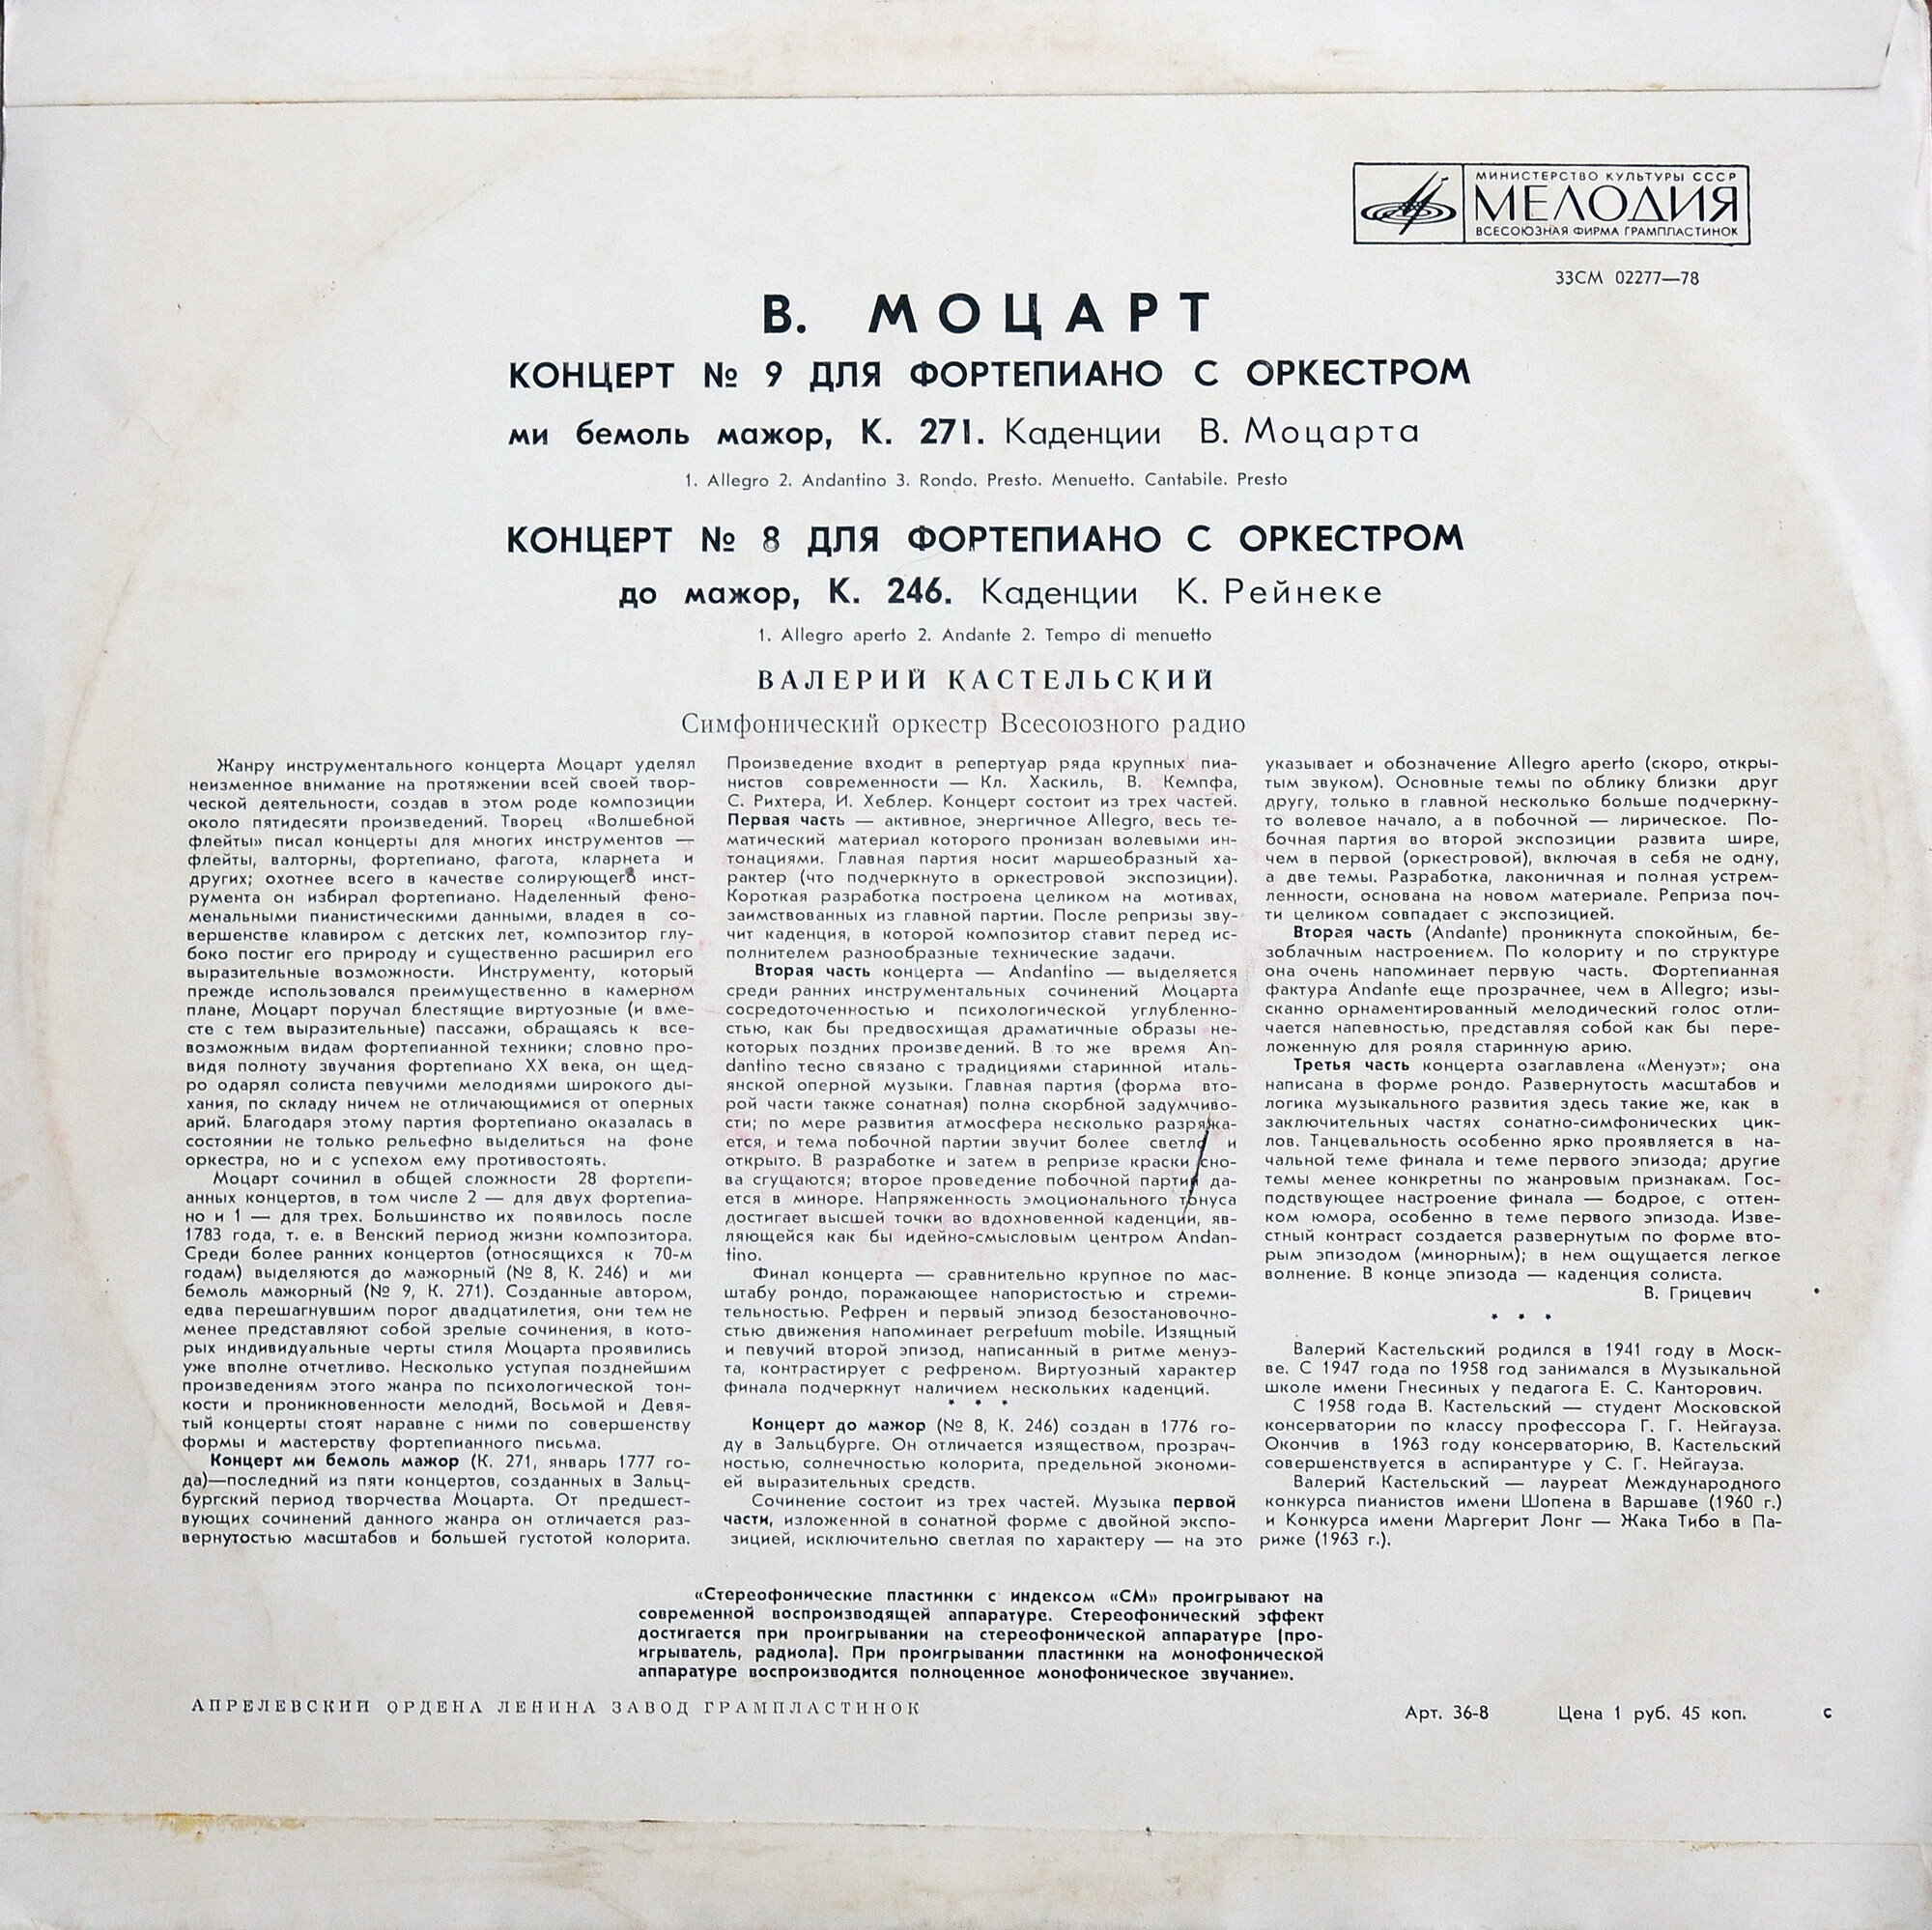 МИНИСТЕРСТВО КУЛЬТУРЫ СССР
МЕЛОДИЯ
ВСЕСОЮЗНАЯ ФИРМА ГРАМПЛАСТИНОК
33СМ 02277—78
В. МОЦАРТ
КОНЦЕРТ № 9 ДЛЯ ФОРТЕПИАНО С ОРКЕСТРОМ
ми бемоль мажор, К. 271. Каденции В. Моцарта
1. Allegro 2. Andantino 3. Rondo. Presto. Menuetto. Cantabile. Presto
КОНЦЕРТ № 8 ДЛЯ ФОРТЕПИАНО С ОРКЕСТРОМ
до мажор, К. 246. Каденции К. Рейнеке
1. Allegro aperto 2. Andante 2. Tempo di menuetto
ВАЛЕРИЙ КАСТЕЛЬСКИЙ
Симфонический оркестр Всесоюзного радио
Жанру инструментального концерта Моцарт уделял
неизменное внимание на протяжении всей своей твор-
ческой деятельности, создав в этом роде композиции
около пятидесяти произведений. Творец «Волшебной
флейты» писал концерты для многих инструментов —
флейты, валторны, фортепиано, фагота, кларнета и
других; охотнее всего в качестве солирующего инст-
румента он избирал фортепиано. Наделенный фено-
менальными пианистическими данными, владея в со-
вершенстве клавиром с детских лет, композитор глу-
боко постиг его природу и существенно расширил его
выразительные возможности. Инструменту, который
прежде использовался преимущественно в камерном
плане, Моцарт поручал блестящие виртуозные (и вме-
сте с тем выразительные) пассажи, обращаясь к все-
возможным видам фортепианной техники; словно про-
видя полноту звучания фортепиано XX века, он щед-
ро одарял солиста певучими мелодиями широкого ды-
хания, по складу ничем не отличающимися от оперных
арий. Благодаря этому партия фортепиано оказалась в
состоянии не только рельефно выделиться на фоне
оркестра, но и с успехом ему противостоять.
Моцарт сочинил в общей сложности 28 фортепи-
анных концертов, в том числе 2 — для двух фортепиа-
но и 1 — для трех. Большинство их появилось после
1783 года, т. е. в Венский период жизни композитора.
Среди более ранних концертов (относящихся к 70-м
годам) выделяются до мажорный (№ 8, К. 246) и ми
бемоль мажорный (№ 9, К. 271). Созданные автором,
едва перешагнувшим порог двадцатилетия, они тем не
менее представляют собой зрелые сочинения, в кото-
рых индивидуальные черты стиля Моцарта проявились
уже вполне отчетливо. Несколько уступая позднейшим
произведениям этого жанра по психологической тон-
кости и проникновенности мелодий, Восьмой и Девя-
тый концерты стоят наравне с ними по совершенству
формы и мастерству фортепианного письма.
Концерт ми бемоль мажор (К. 271, январь 1777 го-
да)—последний из пяти концертов, созданных в Зальц-
бургский период творчества Моцарта. От предшест-
вующих сочинений данного жанра он отличается раз-
вернутостью масштабов и большей густотой колорита.
Произведение входит в репертуар ряда крупных пиа-
нистов современности — Кл. Хаскиль, В. Кемпфа,
С. Рихтера, И. Хеблер. Концерт состоит из трех частей.
Первая часть — активное, энергичное Allegro, весь те-
матический материал которого пронизан волевыми ин-
тонациями. Главная партия носит маршеобразный ха-
рактер (что подчеркнуто в оркестровой экспозиции).
Короткая разработка построена целиком на мотивах,
заимствованных из главной партии. После репризы зву-
чит каденция, в которой композитор ставит перед ис-
полнителем разнообразные технические задачи.
Вторая часть концерта — Andantino — выделяется
среди ранних инструментальных сочинений Моцарта
сосредоточенностью и психологической углубленно-
стью, как бы предвосхищая драматичные образы не-
которых поздних произведений. В то же время An-
dantino тесно связано с традициями старинной италь-
янской оперной музыки. Главная партия (форма вто-
рой части также сонатная) полна скорбной задумчиво-
сти; по мере развития атмосфера несколько разряжа-
ется, и тема побочной партии звучит более светло и
открыто. В разработке и затем в репризе краски сно-
ва сгущаются; второе проведение побочной партии да-
ется в миноре. Напряженность эмоционального тонуса
достигает высшей точки во вдохновенной каденции, яв-
ляющейся как бы идейно-смысловым центром Andan-
tino.
Финал концерта — сравнительно крупное по мас-
штабу рондо, поражающее напористостью и стреми-
тельностью. Рефрен и первый эпизод безостановочно-
стью движения напоминает perpetuum mobile. Изящный
и певучий второй эпизод, написанный в ритме менуэ-
та, контрастирует с рефреном. Виртуозный характер
финала подчеркнут наличием нескольких каденций.
* * *
Концерт до мажор (№ 8, К. 246) создан в 1776 го-
ду в Зальцбурге. Он отличается изяществом, прозрач-
ностью, солнечностью колорита, предельной экономи-
ей выразительных средств.
Сочинение состоит из трех частей. Музыка первой
части, изложенной в сонатной форме с двойной экспо-
зицией, исключительно светлая по характеру — на это
указывает и обозначение Allegro aperto (скоро, откры-
тым звуком). Основные темы по облику близки друг
другу, только в главной несколько больше подчеркну-
то волевое начало, а в побочной — лирическое. По-
бочная партия во второй экспозиции развита шире,
чем в первой (оркестровой), включая в себя не одну,
а две темы. Разработка, лаконичная и полная устрем-
ленности, основана на новом материале. Реприза поч-
ти целиком совпадает с экспозицией.
Вторая часть (Andante) проникнута спокойным, бе-
зоблачным настроением. По колориту и по структуре
она очень напоминает первую часть. Фортепианная
фактура Andante еще прозрачнее, чем в Allegro; изы-
сканно орнаментированный мелодический голос отли-
чается напевностью, представляя собой как бы пере-
ложенную для рояля старинную арию.
Третья часть концерта озаглавлена «Менуэт»; она
написана в форме рондо. Развернутость масштабов и
логика музыкального развития здесь такие же, как в
заключительных частях сонатно-симфонических цик-
лов. Танцевальность особенно ярко проявляется в на-
чальной теме финала и теме первого эпизода; другие
темы менее конкретны по жанровым признакам. Гос-
подствующее настроение финала — бодрое, с оттен-
ком юмора, особенно в теме первого эпизода. Изве-
стный контраст создается развернутым по форме вто-
рым эпизодом (минорным); в нем ощущается легкое
волнение. В конце эпизода — каденция солиста.
В. Грицевич
* * *
Валерий Кастельский родился в 1941 году в Моск-
ве. С 1947 года по 1958 год занимался в Музыкальной
школе имени Гнесиных у педагога Е. С. Канторович.
С 1958 года В. Кастельский — студент Московской
консерватории по классу профессора Г. Г. Нейгауза.
Окончив в 1963 году консерваторию, В. Кастельский
совершенствуется в аспирантуре у С. Г. Нейгауза.
Валерий Кастельский — лауреат Международного
конкурса пианистов имени Шопена в Варшаве (1960 г.)
и Конкурса имени Маргерит Лонг — Жака Тибо в Па-
риже (1963 г.).
«Стереофонические пластинки с индексом «СМ» проигрывают на
современной воспроизводящей аппаратуре. Стереофонический эффект
достигается при проигрывании на стереофонической аппаратуре (про-
игрыватель, радиола). При проигрывании пластинки на монофонической
аппаратуре воспроизводится полноценное монофоническое звучание».
АПРЕЛЕВСКИЙ ОРДЕНА ЛЕНИНА ЗАВОД ГРАМПЛАСТИНОК
Арт. 36-8 Цена 1 руб. 45 коп. с